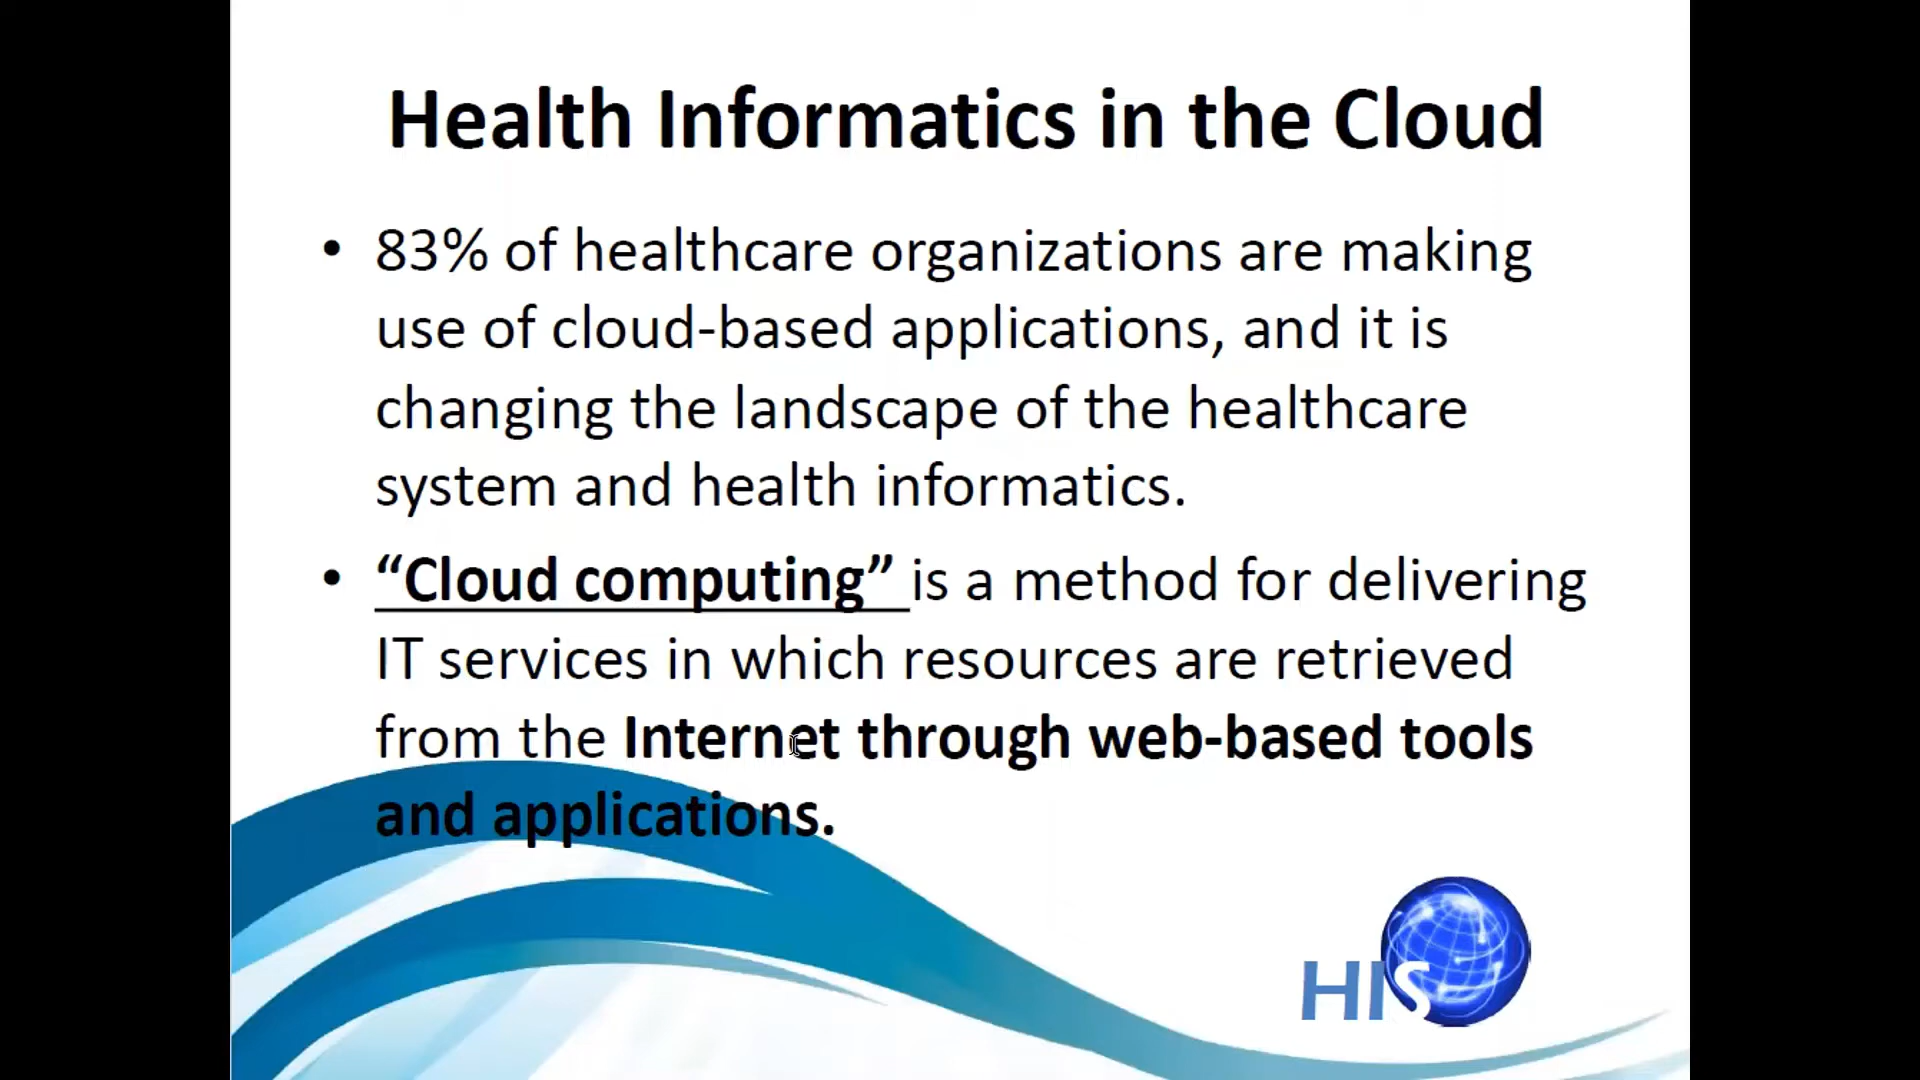 Health Informatics in the Cloud
• 83% of healthcare organizations are making
use of cloud-based applications, and it is
changing the landscape of the healthcare
system and health informatics.
• “Cloud computing” is a method for delivering
IT services in which resources are retrieved
from the Internet through web-based tools
and applications.
HIS